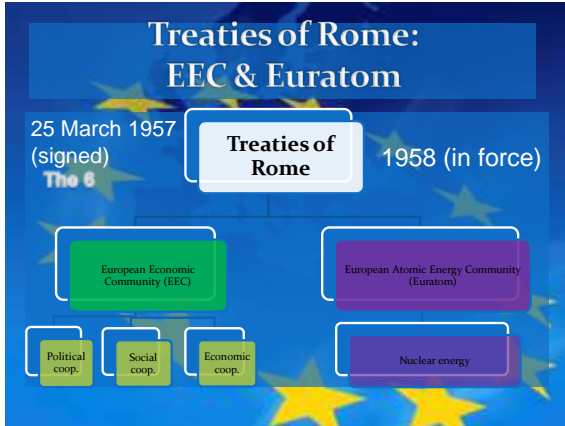 Treaties of Rome:
EEC & Euratom
25 March 1957
(signed)
The 6
Treaties of
Rome
1958 (in force)
European Economic
Community (EEC)
European Atomic Energy Community
(Euratom)
Political
coop.
Social
coop.
Economic
coop.
Nuclear energy